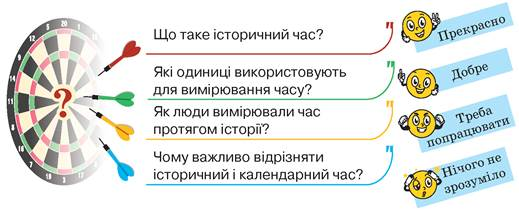 Що таке історичний час?
Прекрасно
Які одиниці використовують
для вимірювання часу?
Добре
Як люди вимірювали час
протягом історії?
Треба
попрацювати
Чому важливо відрізняти
історичний і календарний час?
Нічого не
зрозуміло
?